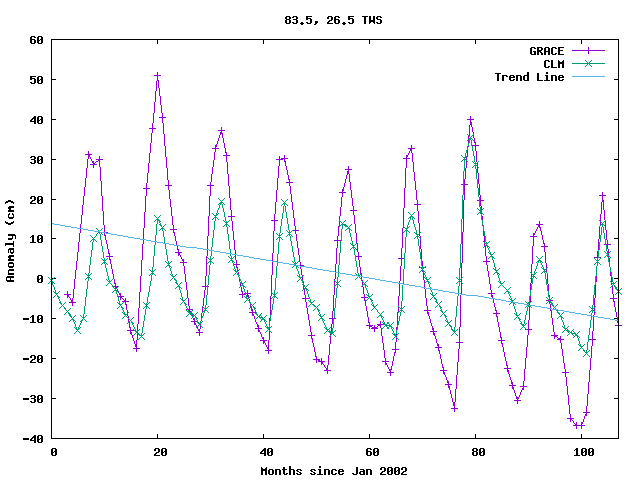 83.5, 26.5 TWS
GRACE
CLM
Trend Line
Anomaly (cm)
60
50
40
30
20
10
0
-10
-20
-30
-40
0 20 40 60 80 100
Months since Jan 2002